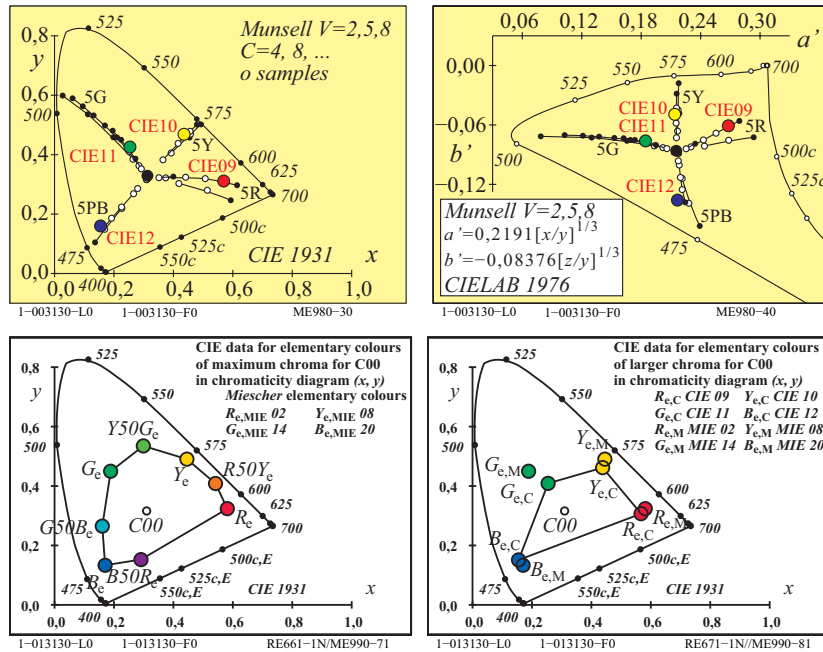 Munsell V=2,5,8
C=4, 8, ...
o samples
y
0,8
0,6
0,4
0,2
0,0
525
550
575
600
625
700
500
475
400
500c
525c
550c
5G
CIE10
5Y
CIE11
CIE09
5R
5PB
CIE12
CIE 1931
x
0,0 0,2 0,4 0,6 0,8 1,0
1-003130-L0 1-003130-F0 ME980-30
0,06 0,12 0,18 0,24 0,30
a'
0,00
-0,06
b'
-0,12
525
550
575
600
700
500
500c
525c
475
5Y
CIE10
CIE09
CIE11
5R
5G
CIE12
5PB
Munsell V=2,5,8
a'=0,2191[x/y]1/3
b'=−0,08376[z/y]1/3
CIELAB 1976
1-003130-L0 1-003130-F0 ME980-40
CIE data for elementary colours
of maximum chroma for C00
in chromaticity diagram (x, y)
Miescher elementary colours
Re,MIE 02 Ye,MIE 08
Ge,MIE 14 Be,MIE 20
y
0,8
0,6
0,4
0,2
0,0
525
550
575
600
625
700
500
475
400
500c,E
525c,E
550c,E
Y50Ge
Ye
R50Ye
Ge
Re
G50Be
C00
Be
B50Re
CIE 1931
x
0,0 0,2 0,4 0,6 0,8 1,0
1-013130-L0 1-013130-F0 RE661-1N/ME990-71
CIE data for elementary colours
of larger chroma for C00
in chromaticity diagram (x, y)
Re,C CIE 09 Ye,C CIE 10
Ge,C CIE 11 Be,C CIE 12
Re,M MIE 02 Ye,M MIE 08
Ge,M MIE 14 Be,M MIE 20
y
0,8
0,6
0,4
0,2
0,0
525
550
575
600
625
700
500
475
400
500c,E
525c,E
550c,E
Ye,M
Ge,M
Ye,C
Ge,C
Re,M
Re,C
C00
Be,C
Be,M
CIE 1931
x
0,0 0,2 0,4 0,6 0,8 1,0
1-013130-L0 1-013130-F0 RE671-1N//ME990-81